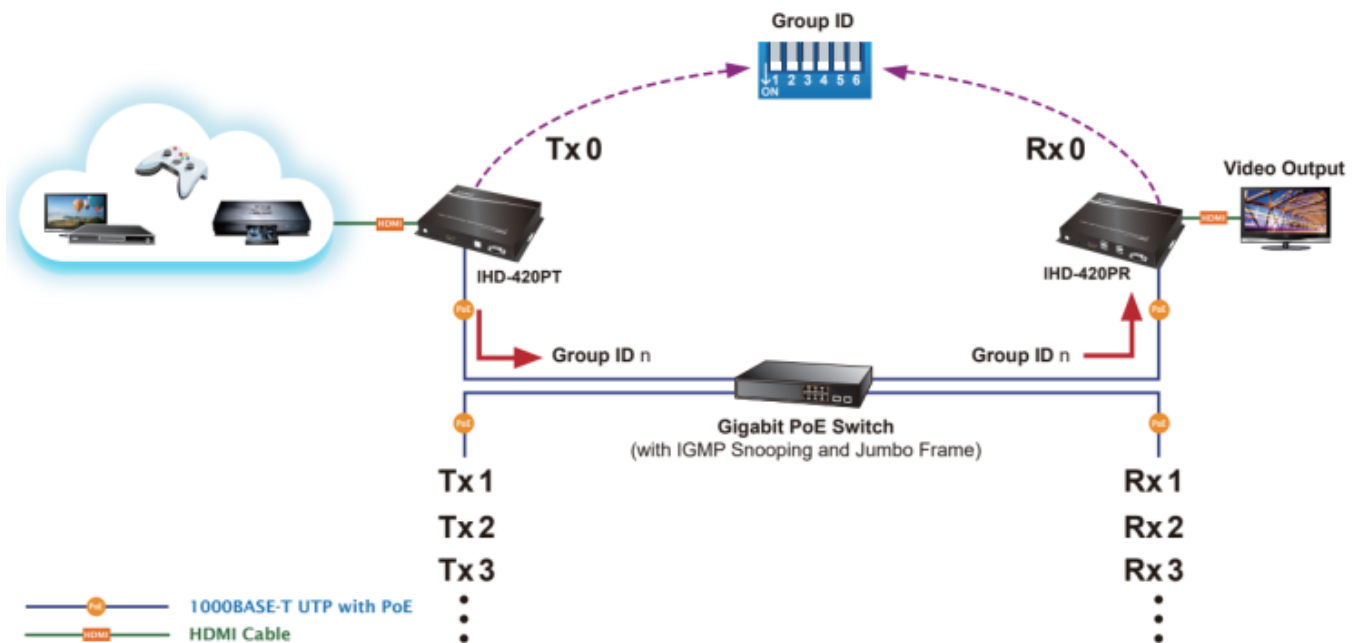 Group ID
1 2 3 4 5 6
ON
Tx 0
Rx 0
Video Output
HDMI
HDMI
IHD-420PT
IHD-420PR
PoE
PoE
Group ID n
Group ID n
PoE
PoE
Gigabit PoE Switch
(with IGMP Snooping and Jumbo Frame)
Tx 1
Rx 1
Tx 2
Rx 2
Tx 3
Rx 3
PoE 1000BASE-T UTP with PoE
HDMI HDMI Cable